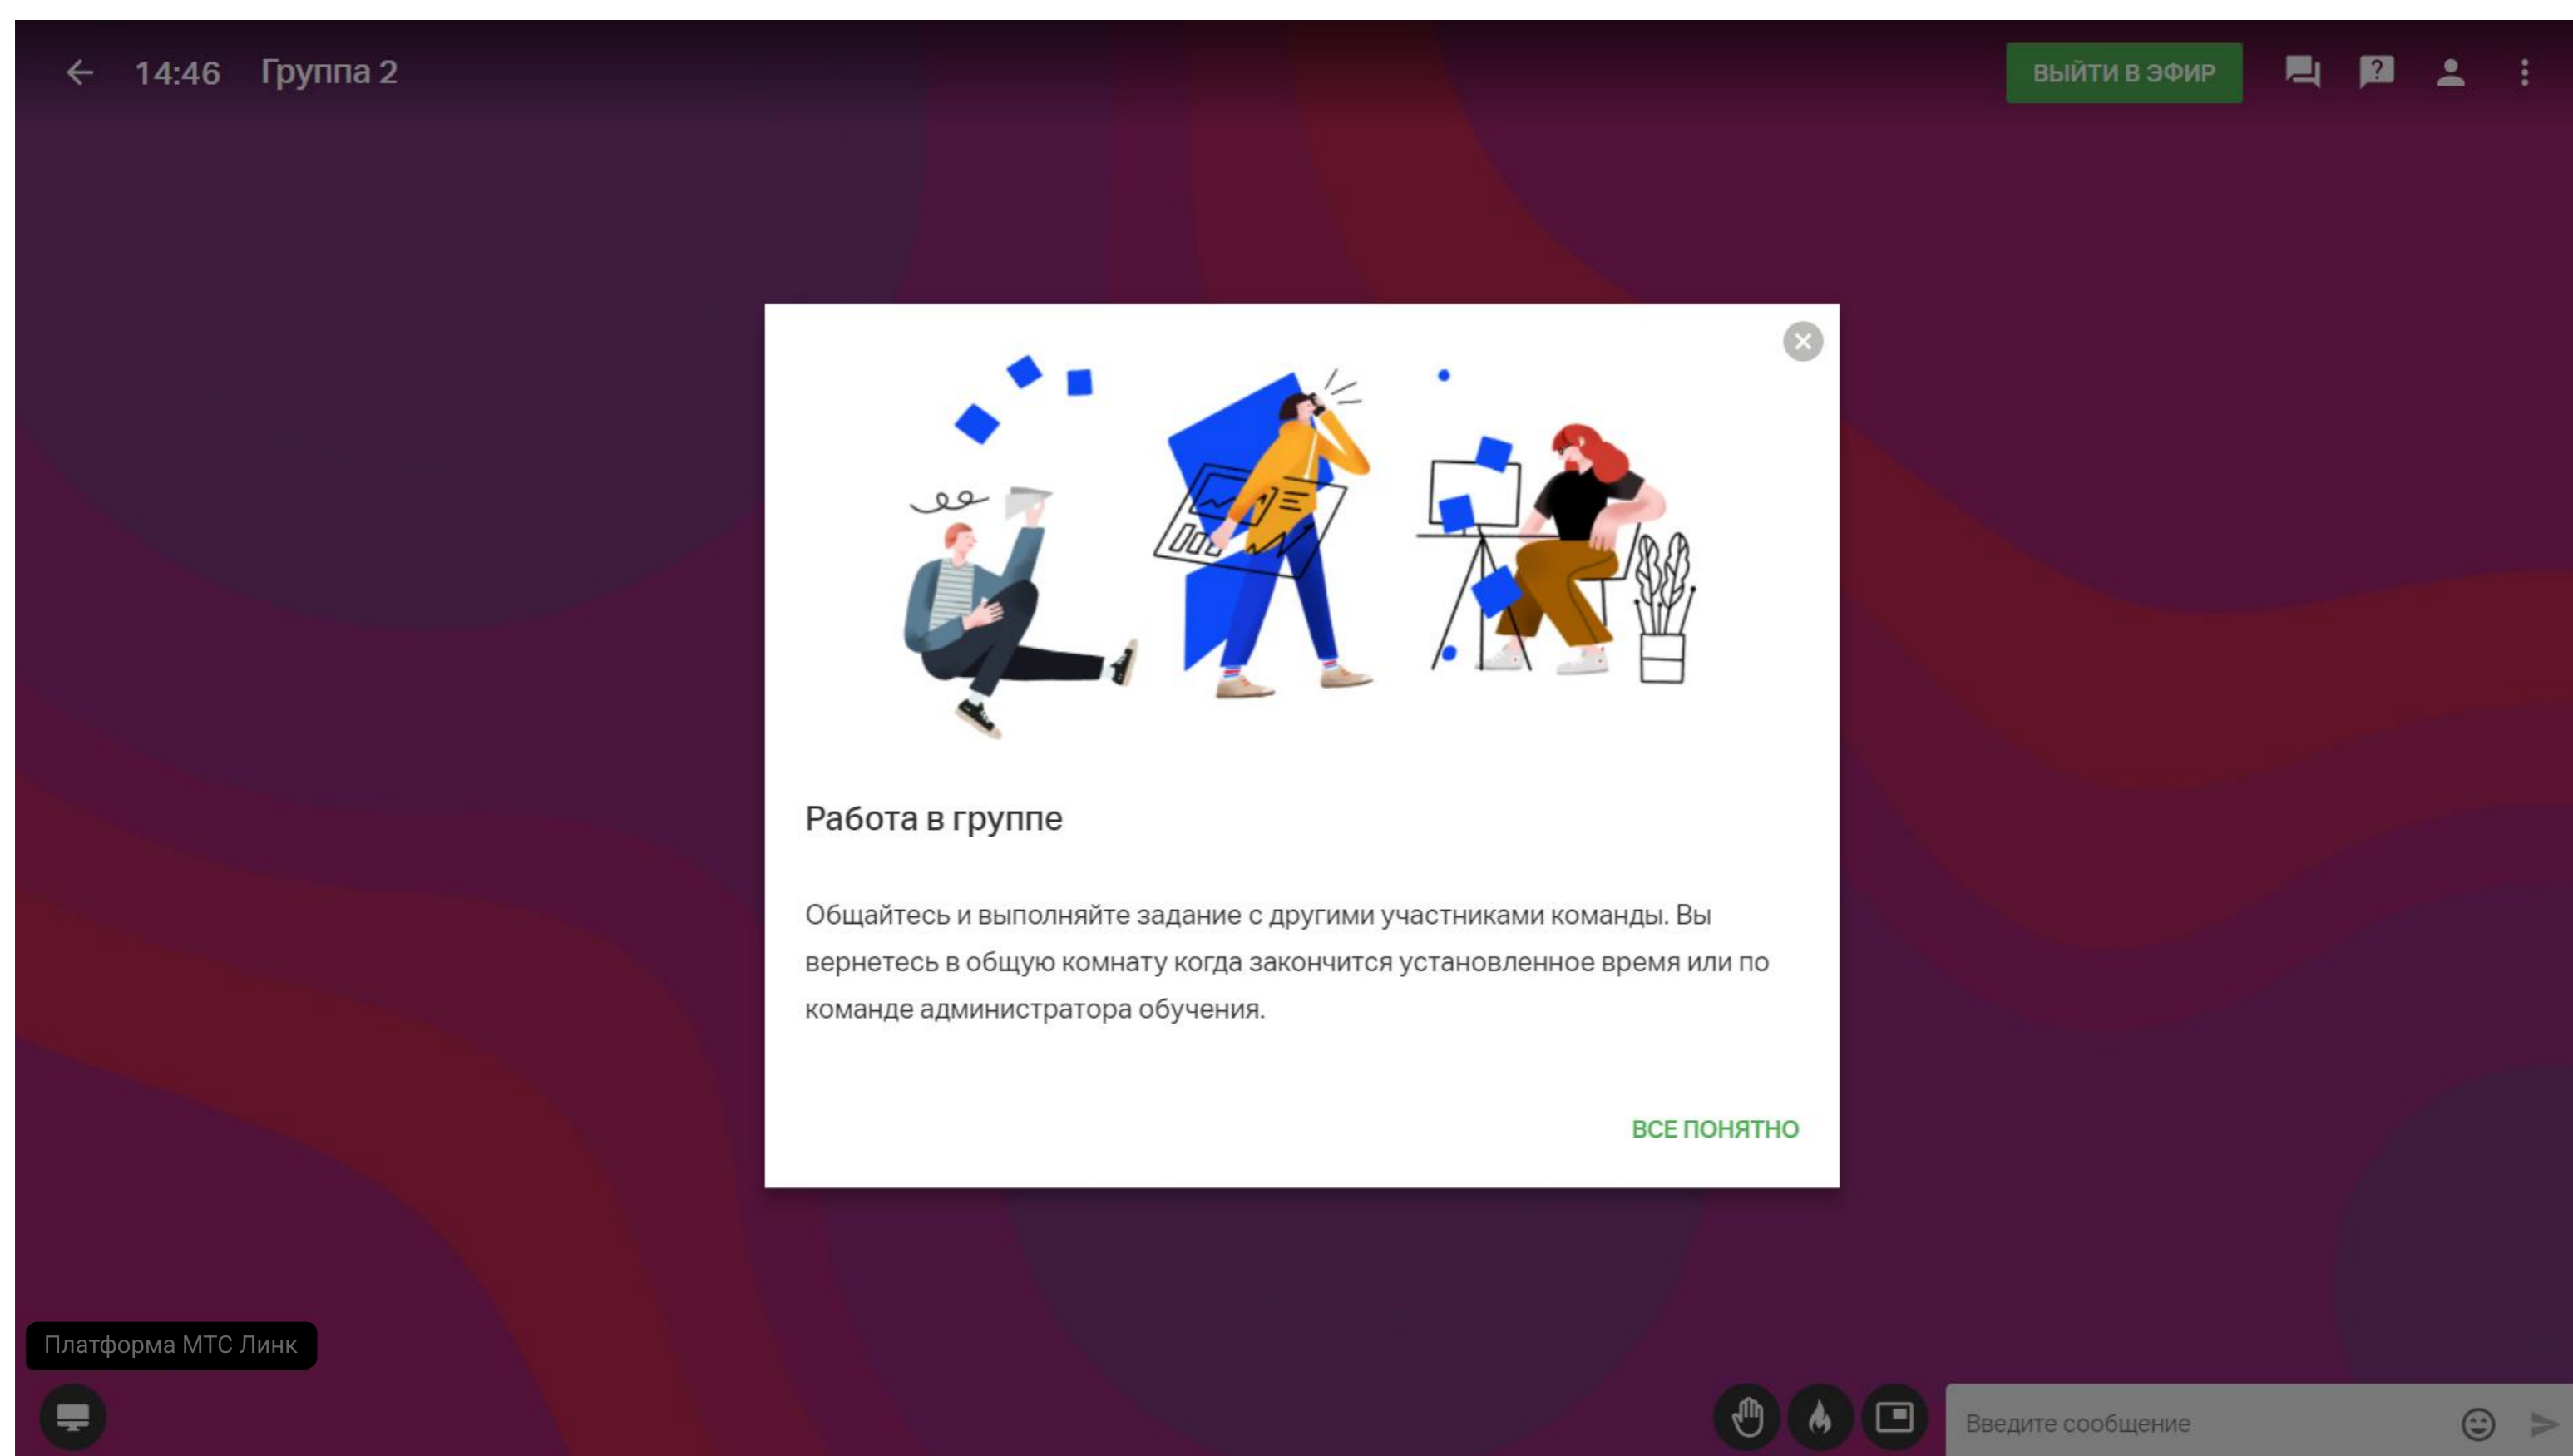 14:46 Группа 2
ВЫЙТИ В ЭФИР
Работа в группе
Общайтесь и выполняйте задание с другими участниками команды. Вы
вернетесь в общую комнату когда закончится установленное время или по
команде администратора обучения.
ВСЕ ПОНЯТНО
Платформа МТС Линк
Введите сообщение